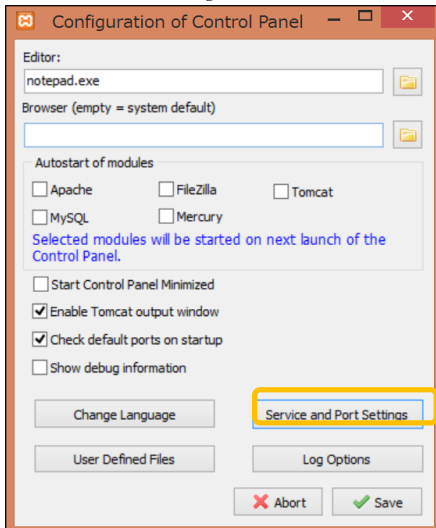 Configuration of Control Panel
Editor:
notepad.exe
Browser (empty = system default)
Autostart of modules
Apache FileZilla Tomcat
MySQL Mercury
Selected modules will be started on next launch of the
Control Panel.
Start Control Panel Minimized
Enable Tomcat output window
Check default ports on startup
Show debug information
Change Language Service and Port Settings
User Defined Files Log Options
Abort Save